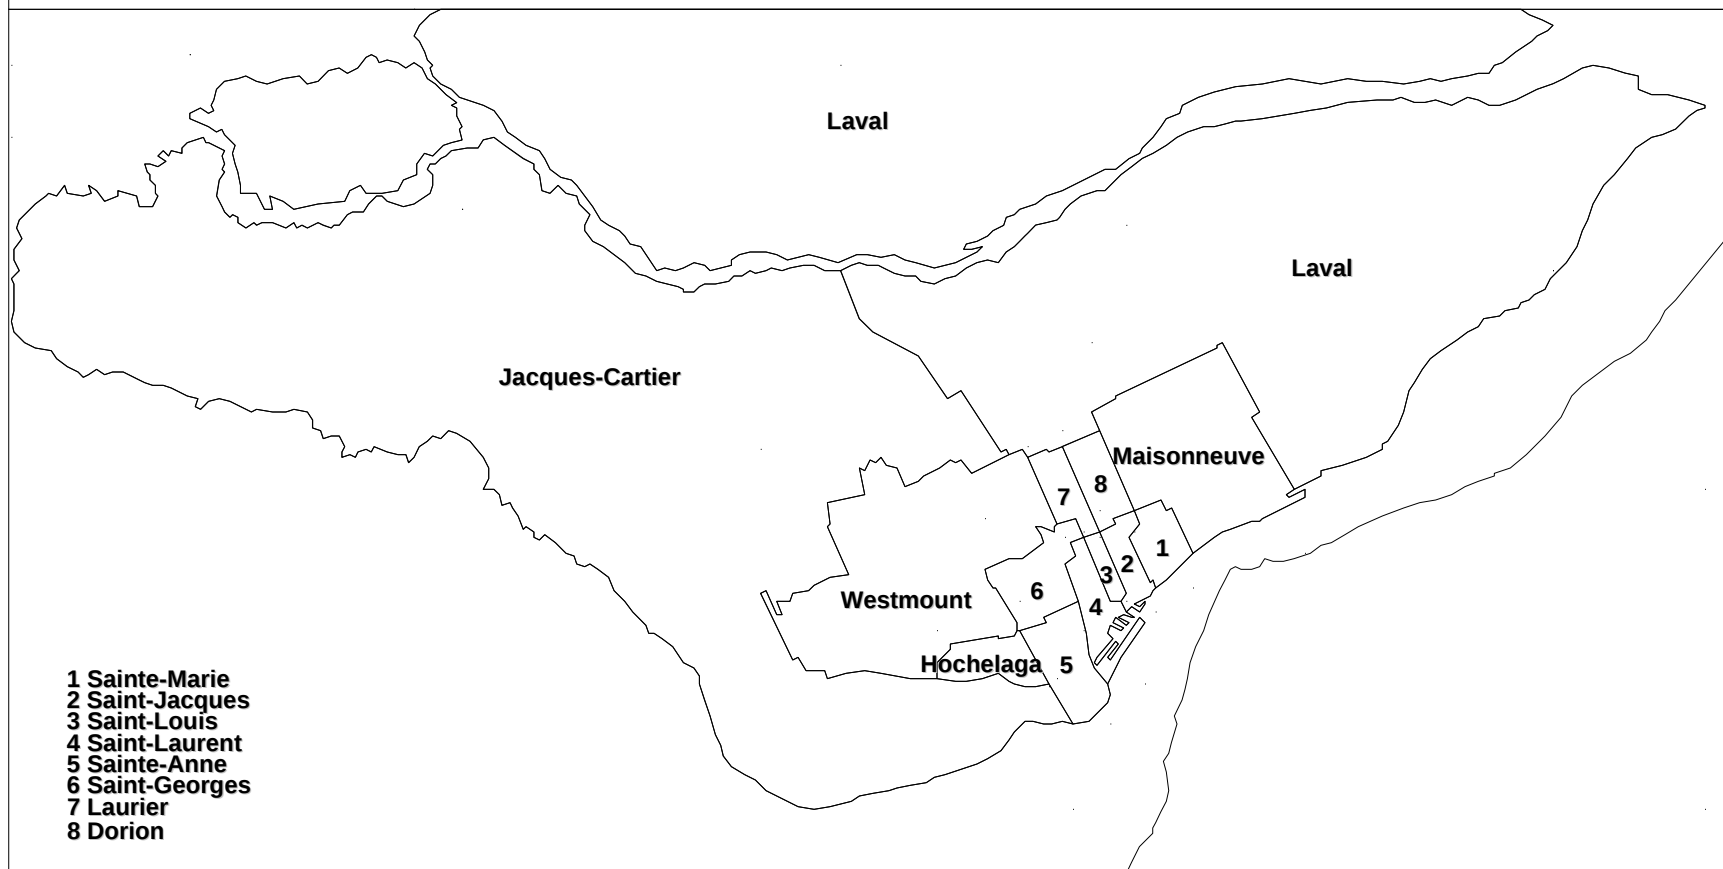 Laval
Laval
Jacques-Cartier
Maisonneuve
7
8
1
2
3
6
4
Westmount
Hochelaga
5
1 Sainte-Marie
2 Saint-Jacques
3 Saint-Louis
4 Saint-Laurent
5 Sainte-Anne
6 Saint-Georges
7 Laurier
8 Dorion